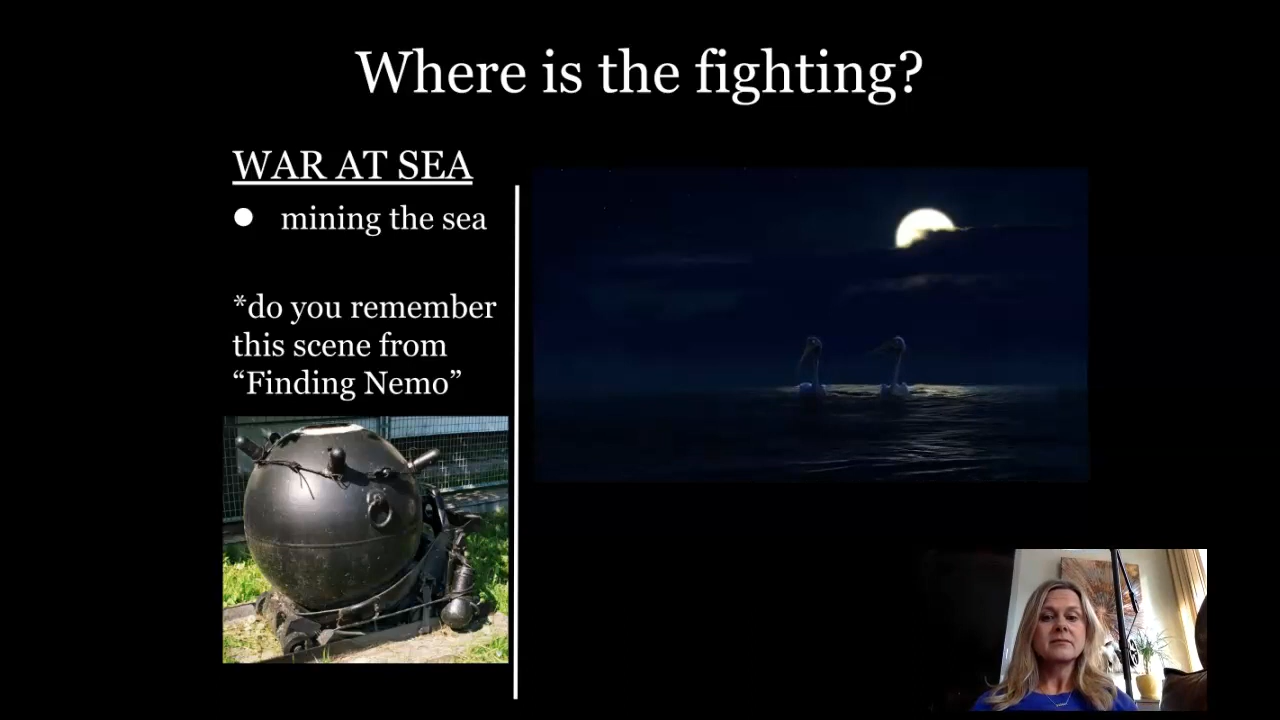 Where is the fighting?
WAR AT SEA
● mining the sea
*do you remember
this scene from
“Finding Nemo”